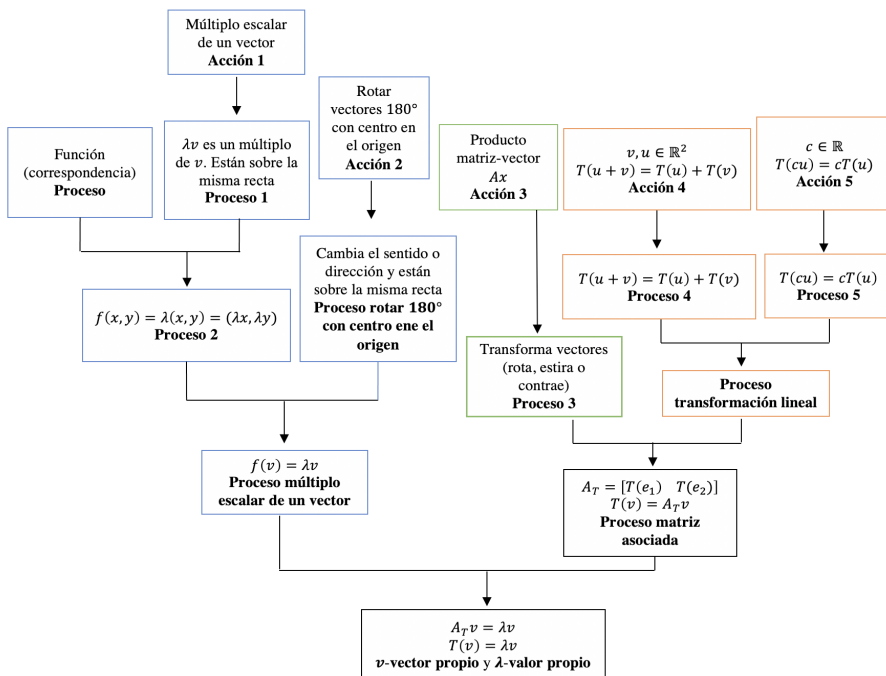 Múltiplo escalar
de un vector
Acción 1
Función
(correspondencia)
Proceso
λv es un múltiplo
de v. Están sobre la
misma recta
Proceso 1
Rotar
vectores 180°
con centro en
el origen
Acción 2
Producto
matriz-vector
Ax
Acción 3
v, u ∈ ℝ²
T(u + v) = T(u) + T(v)
Acción 4
c ∈ ℝ
T(cu) = cT(u)
Acción 5
f(x, y) = λ(x, y) = (λx, λy)
Proceso 2
Cambia el sentido o
dirección y están
sobre la misma recta
Proceso rotar 180°
con centro ene el
origen
T(u + v) = T(u) + T(v)
Proceso 4
T(cu) = cT(u)
Proceso 5
Transforma vectores
(rota, estira o
contrae)
Proceso 3
Proceso
transformación lineal
f(v) = λv
Proceso múltiplo
escalar de un vector
A_T = [T(e₁) T(e₂)]
T(v) = A_T v
Proceso matriz
asociada
A_T v = λv
T(v) = λv
v-vector propio y λ-valor propio